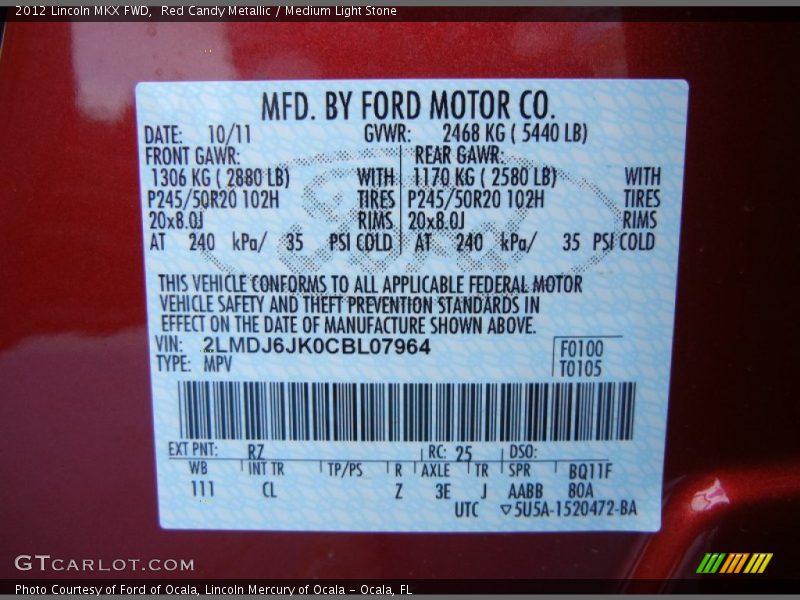 2012 Lincoln MKX FWD,  Red Candy Metallic / Medium Light Stone
MFD. BY FORD MOTOR CO.
DATE: 10/11 GVWR: 2468 KG ( 5440 LB)
FRONT GAWR: REAR GAWR:
1306 KG ( 2880 LB) WITH 1170 KG ( 2580 LB) WITH
P245/50R20 102H TIRES P245/50R20 102H TIRES
20x8.0J RIMS 20x8.0J RIMS
AT 240 kPa/ 35 PSI COLD AT 240 kPa/ 35 PSI COLD
THIS VEHICLE CONFORMS TO ALL APPLICABLE FEDERAL MOTOR
VEHICLE SAFETY AND THEFT PREVENTION STANDARDS IN
EFFECT ON THE DATE OF MANUFACTURE SHOWN ABOVE.
VIN: 2LMDJ6JK0CBL07964 F0100
TYPE: MPV T0105
EXT PNT: RZ RC: 25 DSO:
WB INT TR TP/PS R AXLE TR SPR BQ11F
111 CL Z 3E J AABB 80A
UTC ▽5U5A-1520472-BA
GTCARLOT.COM
Photo Courtesy of Ford of Ocala, Lincoln Mercury of Ocala - Ocala, FL